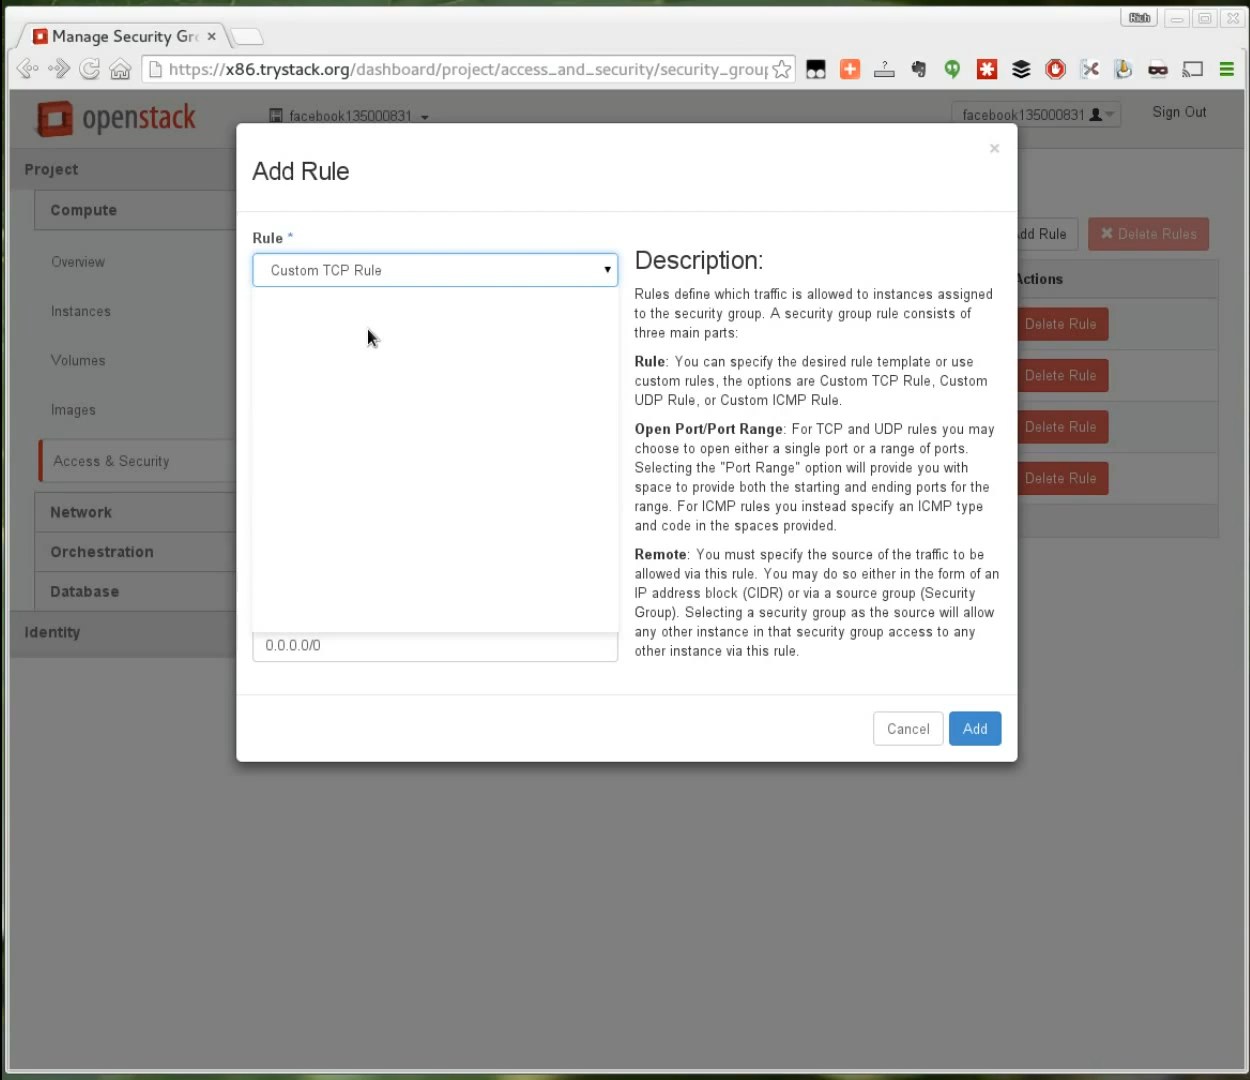 Rich
Manage Security Gr
https://x86.trystack.org/dashboard/project/access_and_security/security_group
openstack
facebook135000831
facebook135000831
Sign Out
Project
Compute
Overview
Instances
Volumes
Images
Access & Security
Network
Orchestration
Database
Identity
Add Rule
Rule *
Custom TCP Rule
0.0.0.0/0
Description:
Rules define which traffic is allowed to instances assigned
to the security group. A security group rule consists of
three main parts:
Rule: You can specify the desired rule template or use
custom rules, the options are Custom TCP Rule, Custom
UDP Rule, or Custom ICMP Rule.
Open Port/Port Range: For TCP and UDP rules you may
choose to open either a single port or a range of ports.
Selecting the "Port Range" option will provide you with
space to provide both the starting and ending ports for the
range. For ICMP rules you instead specify an ICMP type
and code in the spaces provided.
Remote: You must specify the source of the traffic to be
allowed via this rule. You may do so either in the form of an
IP address block (CIDR) or via a source group (Security
Group). Selecting a security group as the source will allow
any other instance in that security group access to any
other instance via this rule.
Cancel
Add
dd Rule
Delete Rules
Actions
Delete Rule
Delete Rule
Delete Rule
Delete Rule